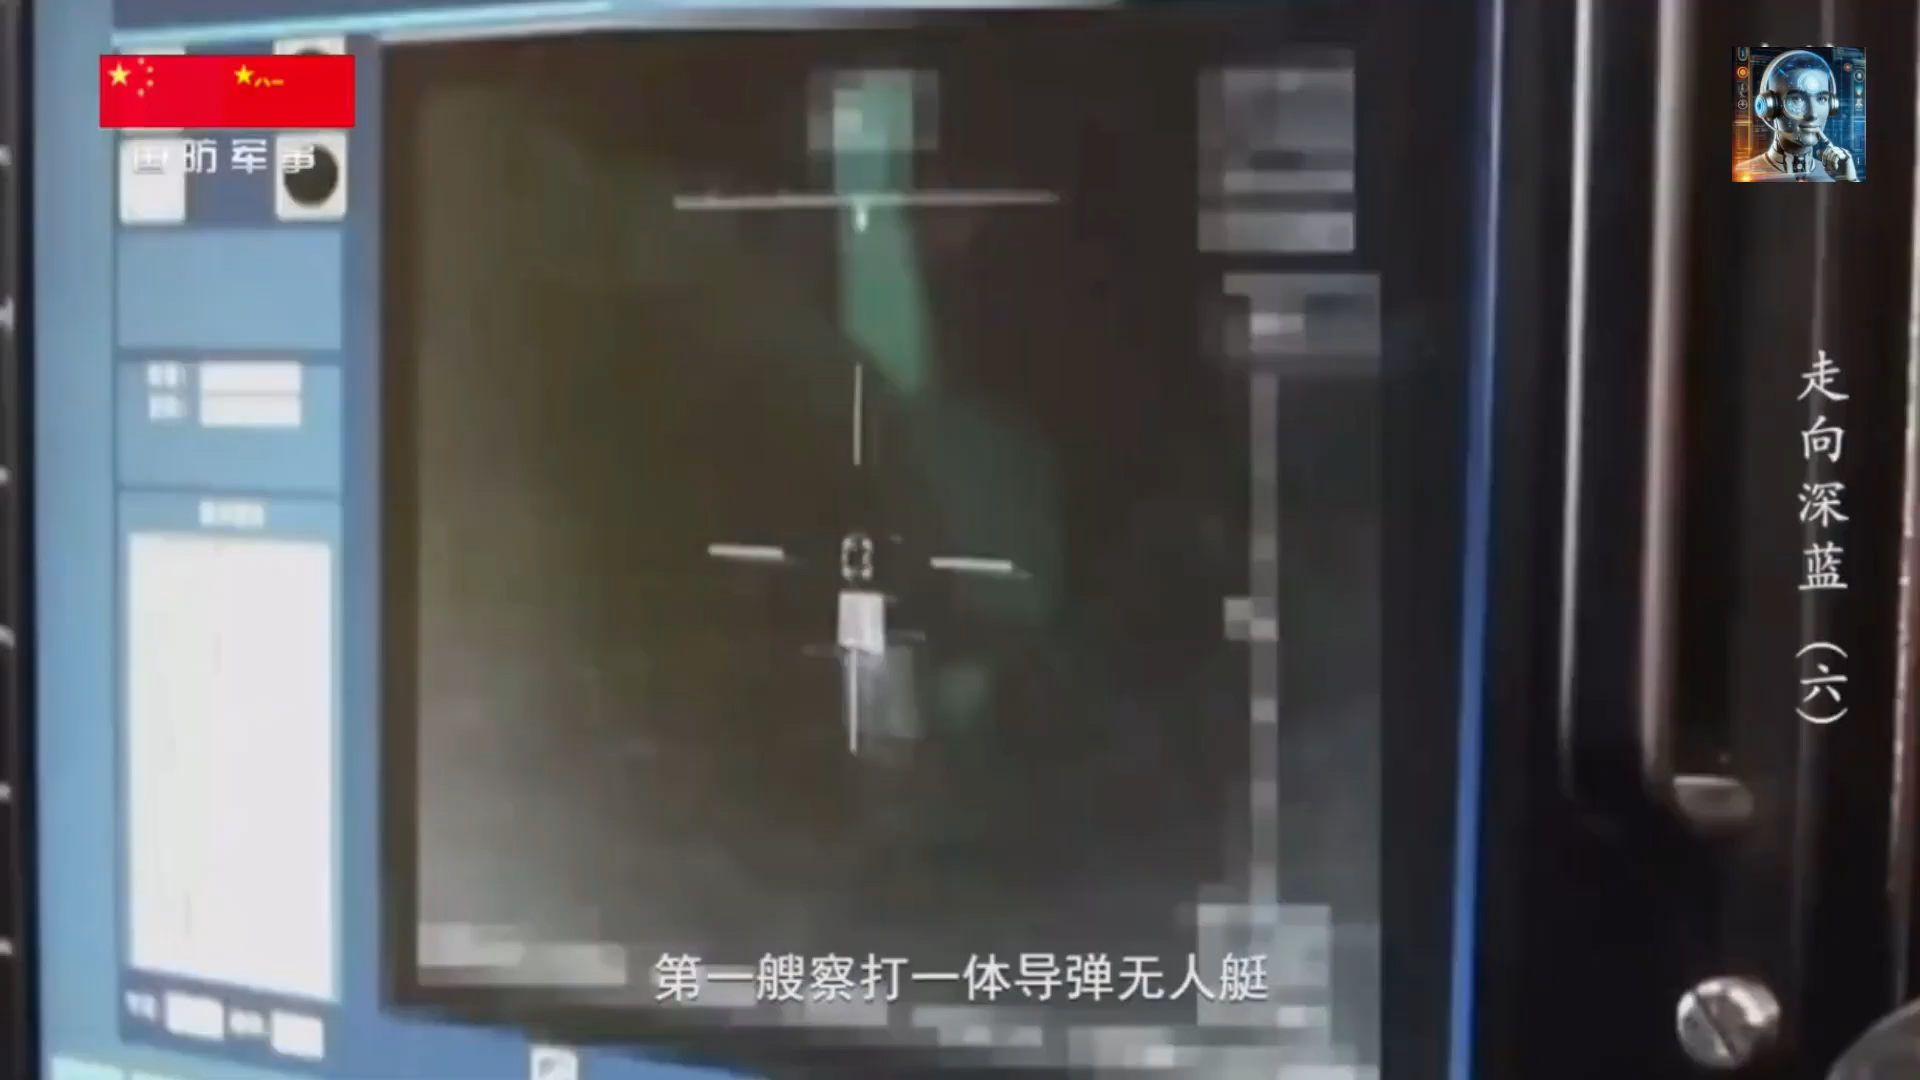 八一
国防军事
走向深蓝（六）
第一艘察打一体导弹无人艇